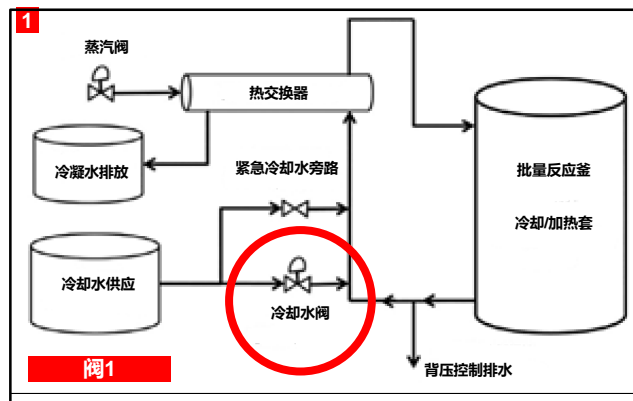 1
蒸汽阀
热交换器
冷凝水排放
紧急冷却水旁路
批量反应釜
冷却/加热套
冷却水供应
冷却水阀
阀1
背压控制排水